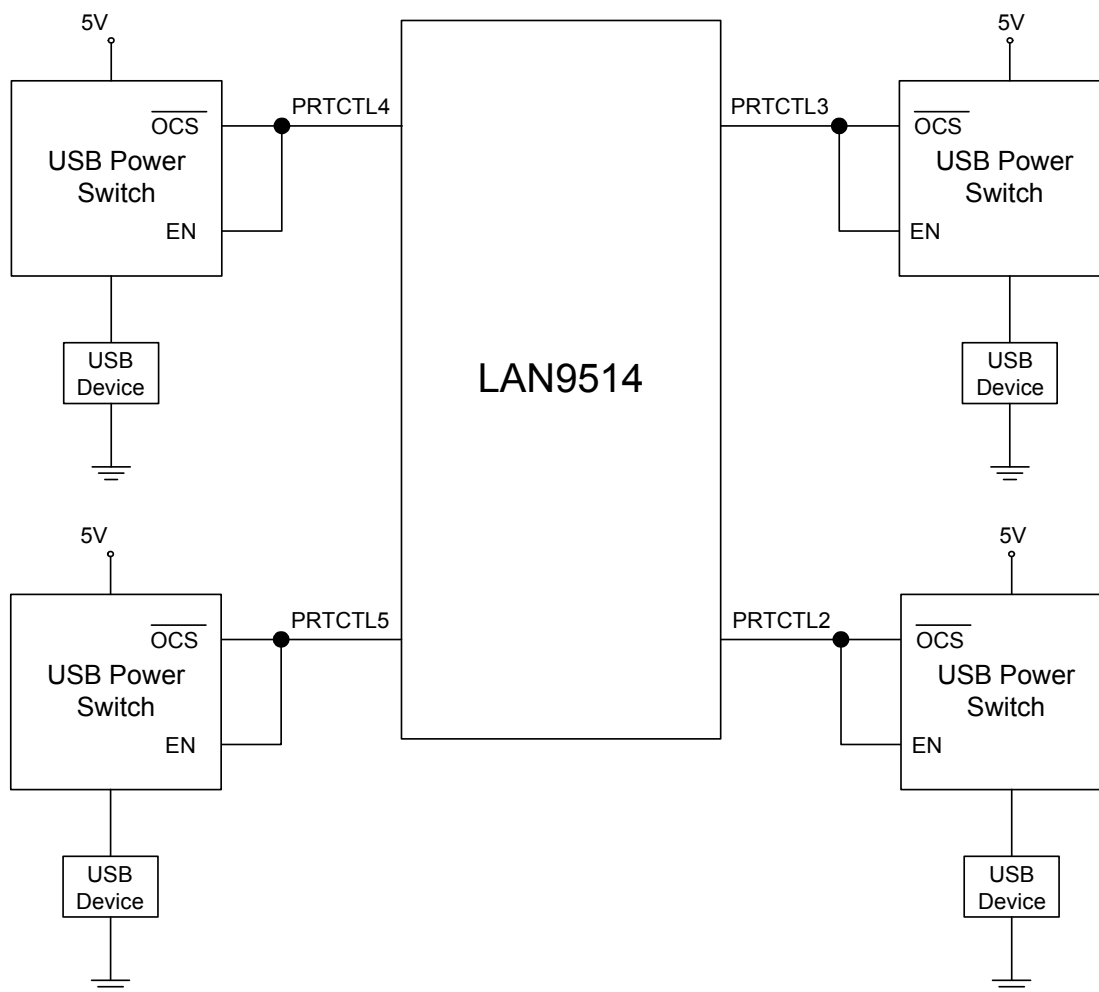 5V
OCS
USB Power
Switch
EN
PRTCTL4
USB
Device
5V
OCS
USB Power
Switch
EN
PRTCTL5
USB
Device
LAN9514
5V
PRTCTL3
OCS
USB Power
Switch
EN
USB
Device
5V
PRTCTL2
OCS
USB Power
Switch
EN
USB
Device